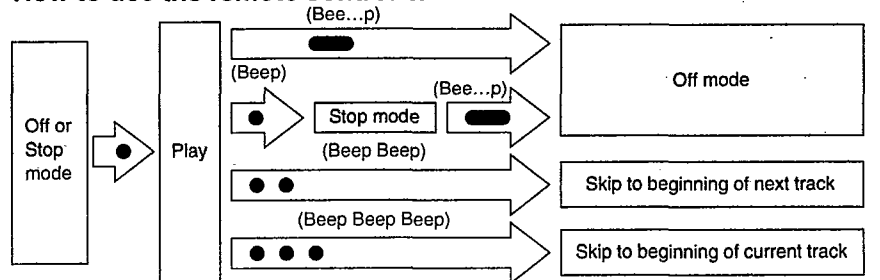 (Bee...p)
(Beep)
Off mode
(Bee...p)
Off or
Stop
mode
Play
Stop mode
(Beep Beep)
Skip to beginning of next track
(Beep Beep Beep)
Skip to beginning of current track